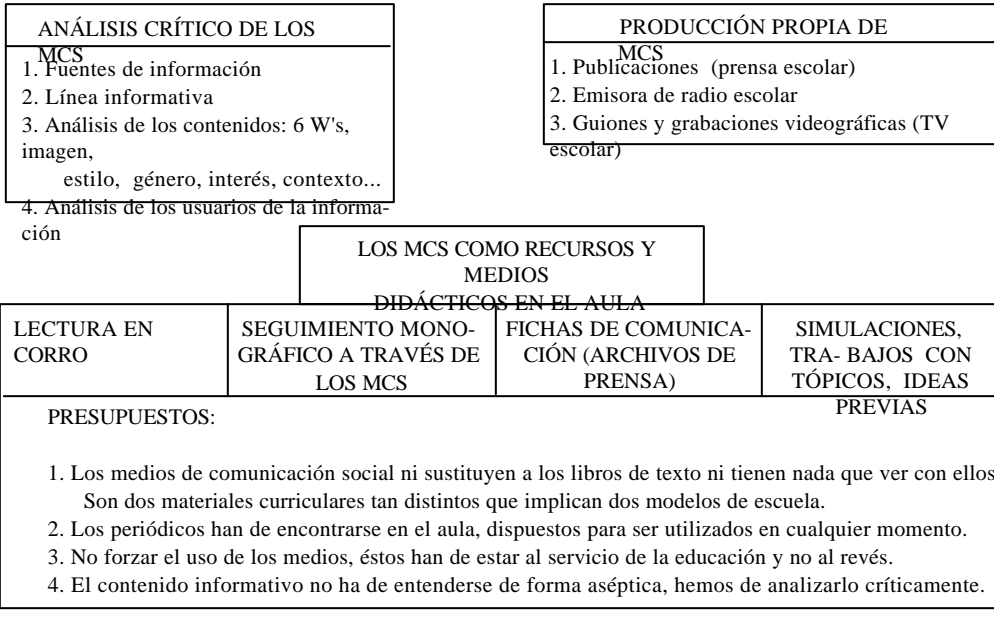 ANÁLISIS CRÍTICO DE LOS
MCS
1. Fuentes de información
2. Línea informativa
3. Análisis de los contenidos: 6 W's,
imagen,
estilo, género, interés, contexto...
4. Análisis de los usuarios de la informa-
ción
PRODUCCIÓN PROPIA DE
MCS
1. Publicaciones (prensa escolar)
2. Emisora de radio escolar
3. Guiones y grabaciones videográficas (TV
escolar)
LOS MCS COMO RECURSOS Y
MEDIOS
DIDÁCTICOS EN EL AULA
LECTURA EN
CORRO
SEGUIMIENTO MONO-
GRÁFICO A TRAVÉS DE
LOS MCS
FICHAS DE COMUNICA-
CIÓN (ARCHIVOS DE
PRENSA)
SIMULACIONES,
TRA- BAJOS CON
TÓPICOS, IDEAS
PREVIAS
PRESUPUESTOS:
1. Los medios de comunicación social ni sustituyen a los libros de texto ni tienen nada que ver con ellos
Son dos materiales curriculares tan distintos que implican dos modelos de escuela.
2. Los periódicos han de encontrarse en el aula, dispuestos para ser utilizados en cualquier momento.
3. No forzar el uso de los medios, éstos han de estar al servicio de la educación y no al revés.
4. El contenido informativo no ha de entenderse de forma aséptica, hemos de analizarlo críticamente.